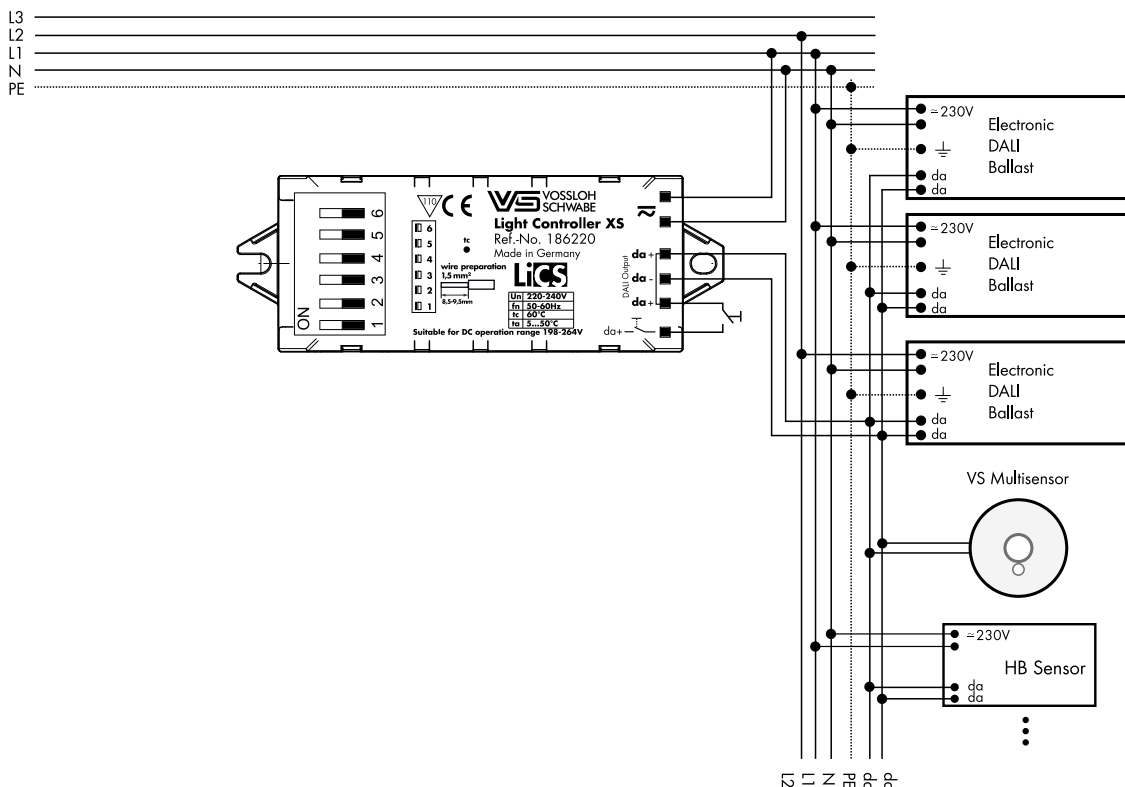 L3
L2
L1
N
PE
~230V
Electronic
DALI
Ballast
da
da
~230V
Electronic
DALI
Ballast
da
da
~230V
Electronic
DALI
Ballast
da
da
VS Multisensor
~230V
HB Sensor
da
da
ON
1 2 3 4 5 6
110
CE
VS VOSSLOH
SCHWABE
Light Controller XS
Ref.-No. 186220
Made in Germany
6
5
4
3
2
1
tc
wire preparation
1,5 mm²
8,5-9,5mm
LiCS
Un 220-240V
fn 50-60Hz
tc 60°C
ta 5...50°C
Suitable for DC operation range 198-264V
DALI Output
da +
da -
da+
da+
L2
L1
N
PE